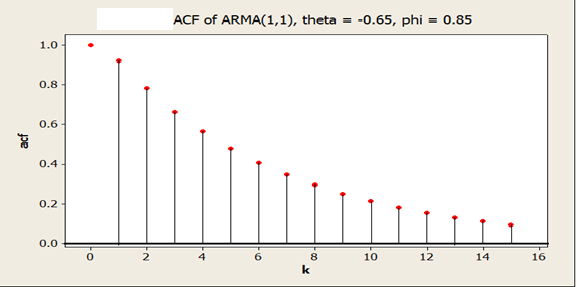 ACF of ARMA(1,1), theta = -0.65, phi = 0.85
1.0
0.8
0.6
0.4
0.2
0.0
acf
0 2 4 6 8 10 12 14 16
k